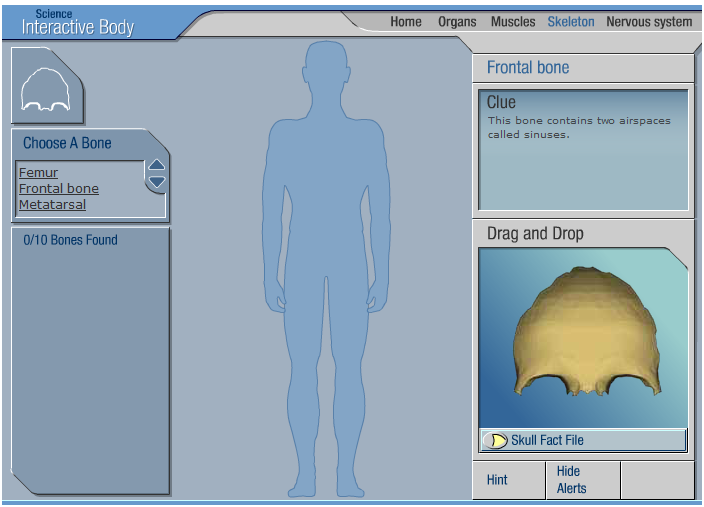 Science
Interactive Body
Home Organs Muscles Skeleton Nervous system
Choose A Bone
Femur
Frontal bone
Metatarsal
0/10 Bones Found
Frontal bone
Clue
This bone contains two airspaces
called sinuses.
Drag and Drop
Skull Fact File
Hint
Hide
Alerts